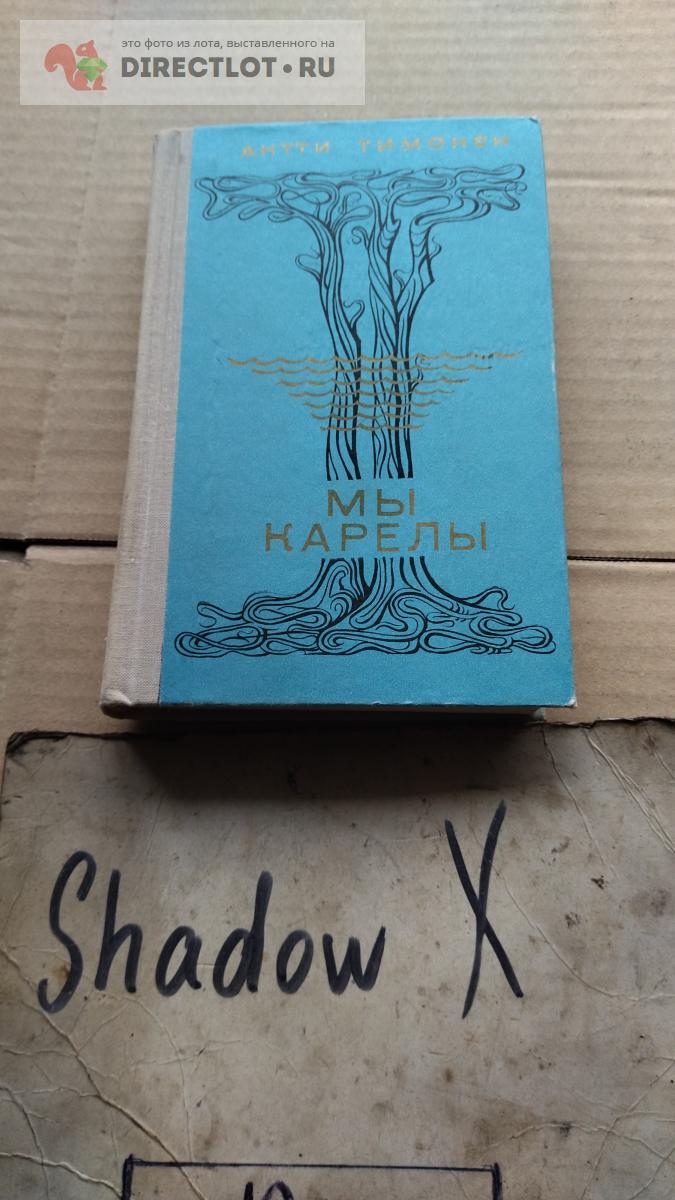 это фото из лота, выставленного на
DIRECTLOT.RU
АНТТИ ТИМОНЕН
МЫ
КАРЕЛЫ
Shadow X